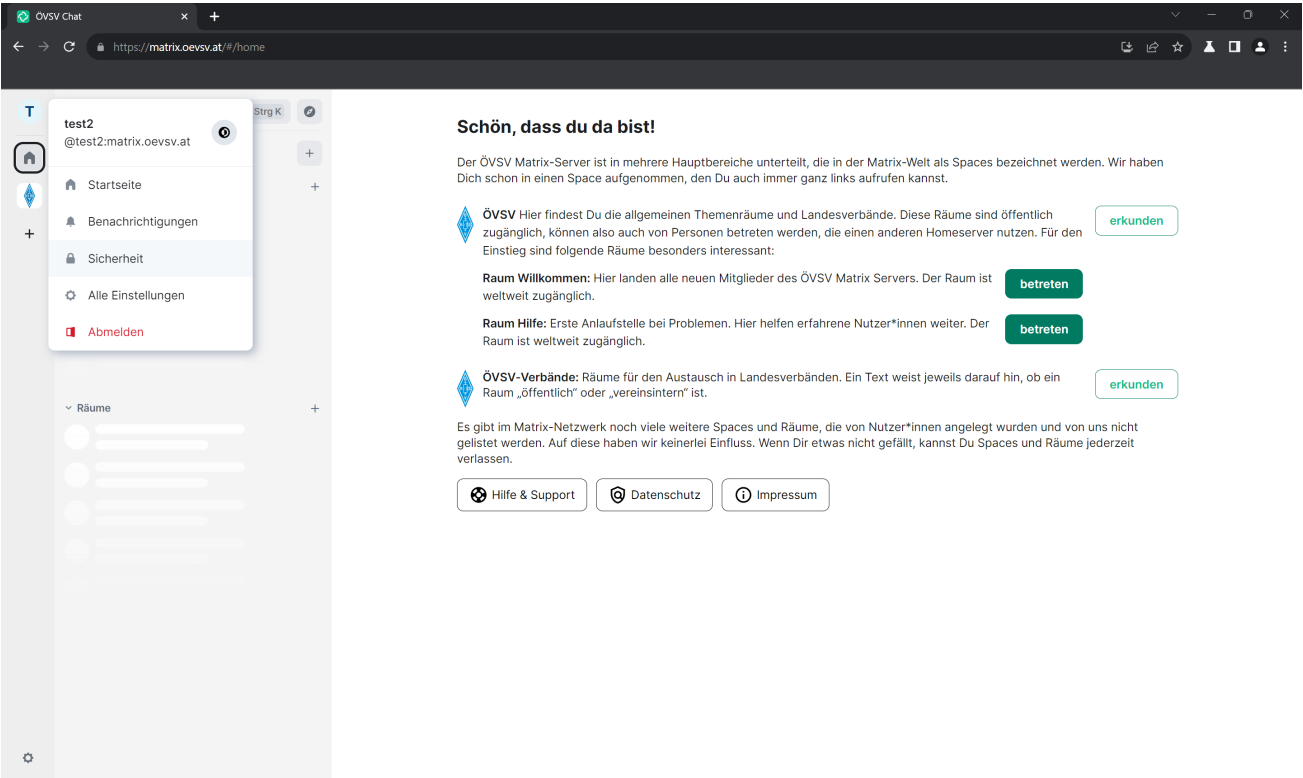 ÖVSV Chat
https://matrix.oevsv.at/#/home
T
Strg K
test2
@test2:matrix.oevsv.at
Startseite
Benachrichtigungen
Sicherheit
Alle Einstellungen
Abmelden
Räume
Schön, dass du da bist!
Der ÖVSV Matrix-Server ist in mehrere Hauptbereiche unterteilt, die in der Matrix-Welt als Spaces bezeichnet werden. Wir haben
Dich schon in einen Space aufgenommen, den Du auch immer ganz links aufrufen kannst.
ÖVSV Hier findest Du die allgemeinen Themenräume und Landesverbände. Diese Räume sind öffentlich
zugänglich, können also auch von Personen betreten werden, die einen anderen Homeserver nutzen. Für den
Einstieg sind folgende Räume besonders interessant:
erkunden
Raum Willkommen: Hier landen alle neuen Mitglieder des ÖVSV Matrix Servers. Der Raum ist
weltweit zugänglich.
betreten
Raum Hilfe: Erste Anlaufstelle bei Problemen. Hier helfen erfahrene Nutzer*innen weiter. Der
Raum ist weltweit zugänglich.
betreten
ÖVSV-Verbände: Räume für den Austausch in Landesverbänden. Ein Text weist jeweils darauf hin, ob ein
Raum „öffentlich“ oder „vereinsintern“ ist.
erkunden
Es gibt im Matrix-Netzwerk noch viele weitere Spaces und Räume, die von Nutzer*innen angelegt wurden und von uns nicht
gelistet werden. Auf diese haben wir keinerlei Einfluss. Wenn Dir etwas nicht gefällt, kannst Du Spaces und Räume jederzeit
verlassen.
Hilfe & Support
Datenschutz
Impressum